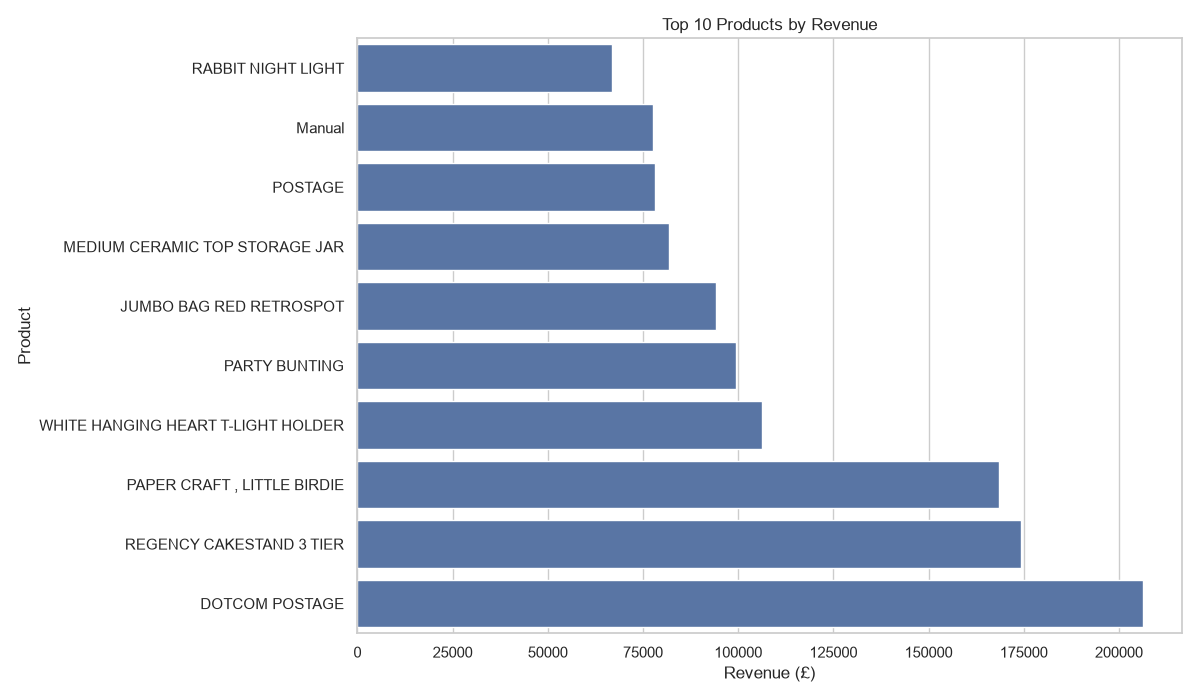 Top 10 Products by Revenue
Product
RABBIT NIGHT LIGHT
Manual
POSTAGE
MEDIUM CERAMIC TOP STORAGE JAR
JUMBO BAG RED RETROSPOT
PARTY BUNTING
WHITE HANGING HEART T-LIGHT HOLDER
PAPER CRAFT , LITTLE BIRDIE
REGENCY CAKESTAND 3 TIER
DOTCOM POSTAGE
0 25000 50000 75000 100000 125000 150000 175000 200000
Revenue (£)